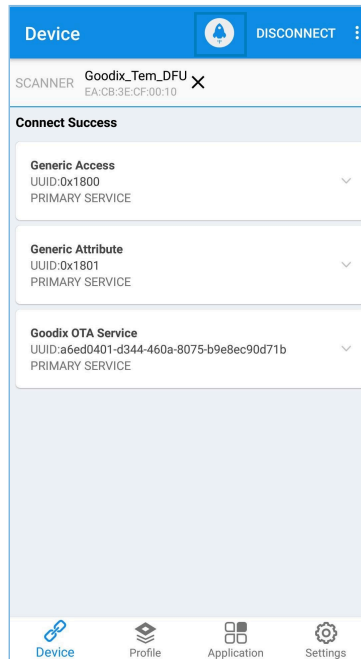 Device DISCONNECT
SCANNER Goodix_Tem_DFU
EA:CB:3E:CF:00:10
Connect Success
Generic Access
UUID:0x1800
PRIMARY SERVICE
Generic Attribute
UUID:0x1801
PRIMARY SERVICE
Goodix OTA Service
UUID:a6ed0401-d344-460a-8075-b9e8ec90d71b
PRIMARY SERVICE
Device Profile Application Settings